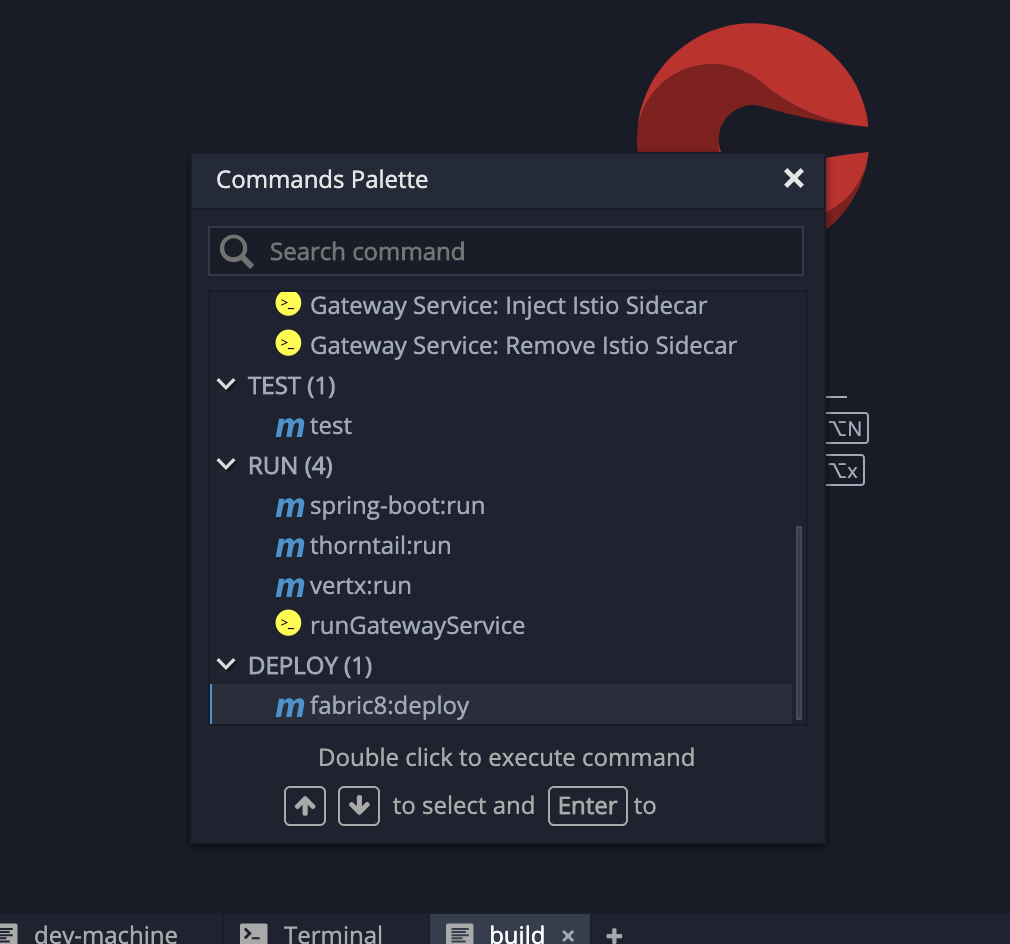 Commands Palette
Search command
Gateway Service: Inject Istio Sidecar
Gateway Service: Remove Istio Sidecar
TEST (1)
m test
⌥N
RUN (4)
⌥x
m spring-boot:run
m thorntail:run
m vertx:run
>_ runGatewayService
DEPLOY (1)
m fabric8:deploy
Double click to execute command
to select and Enter to
dev-machine Terminal build × +